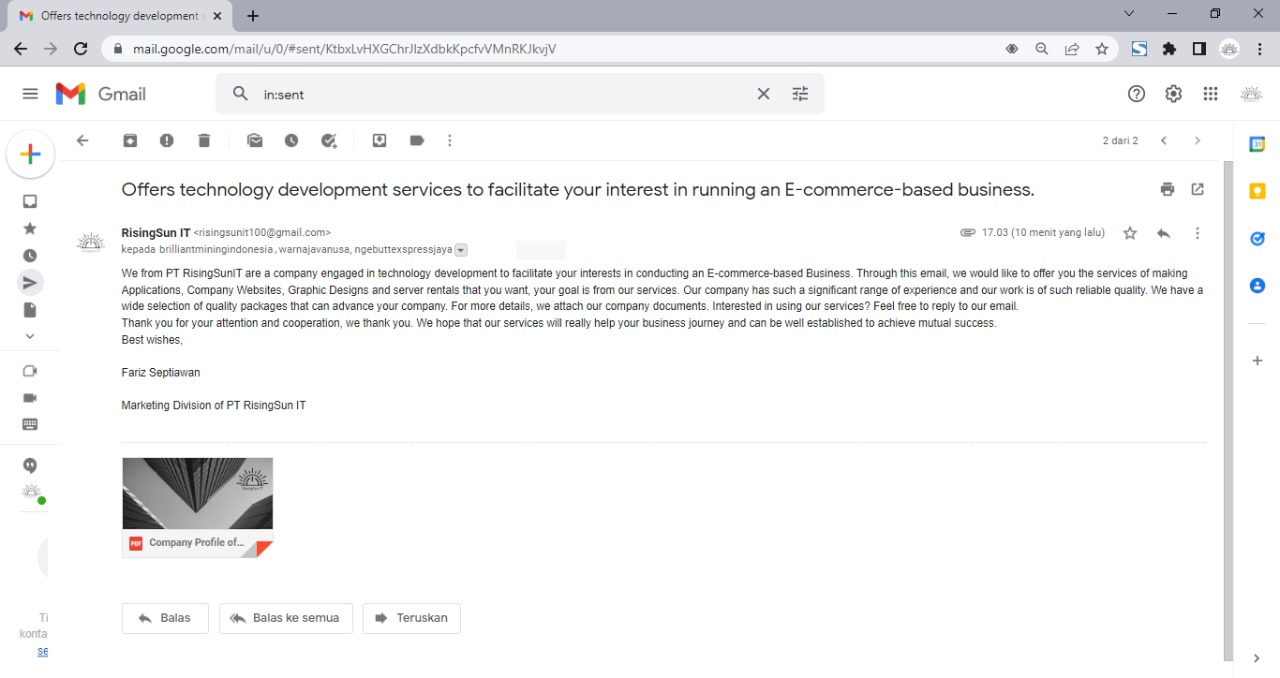 Offers technology development s
mail.google.com/mail/u/0/#sent/KtbxLvHXGChrJlzXdbkKpcfvVMnRKJkvjV
Gmail
in:sent
2 dari 2
Offers technology development services to facilitate your interest in running an E-commerce-based business.
RisingSun IT <risingsunit100@gmail.com>
17.03 (10 menit yang lalu)
kepada brilliantminingindonesia, warnajavanusa, ngebuttexspressjaya
We from PT RisingSunIT are a company engaged in technology development to facilitate your interests in conducting an E-commerce-based Business. Through this email, we would like to offer you the services of making
Applications, Company Websites, Graphic Designs and server rentals that you want, your goal is from our services. Our company has such a significant range of experience and our work is of such reliable quality. We have a
wide selection of quality packages that can advance your company. For more details, we attach our company documents. Interested in using our services? Feel free to reply to our email.
Thank you for your attention and cooperation, we thank you. We hope that our services will really help your business journey and can be well established to achieve mutual success.
Best wishes,
Fariz Septiawan
Marketing Division of PT RisingSun IT
RisingSun IT
PDF Company Profile of...
Balas
Balas ke semua
Teruskan
Ti
konta
se